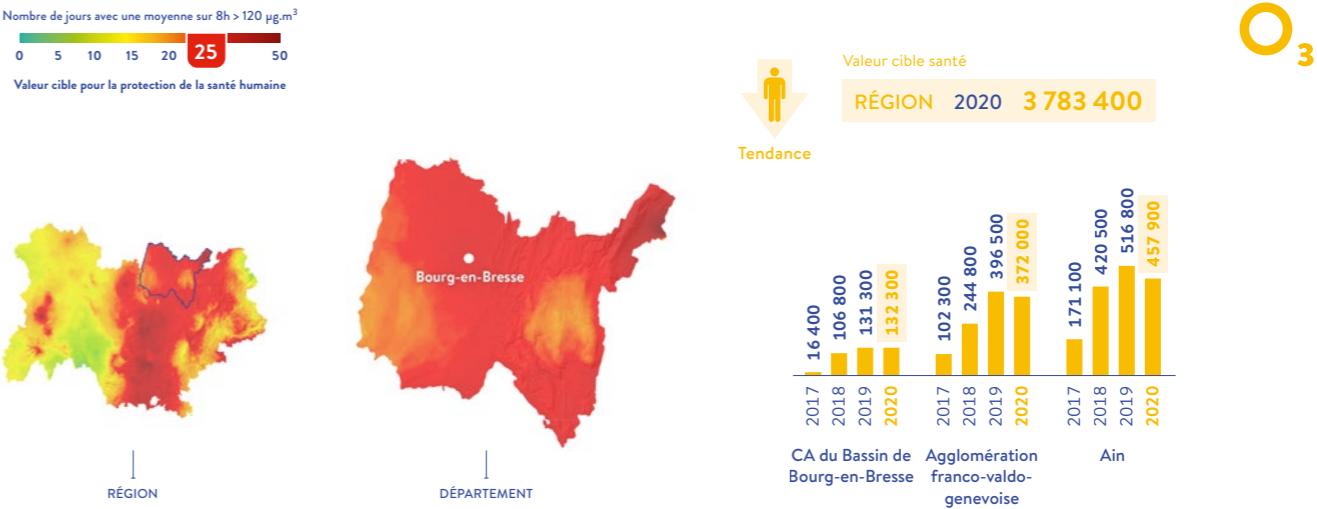 Nombre de jours avec une moyenne sur 8h > 120 µg.m³
0 5 10 15 20 25 50
Valeur cible pour la protection de la santé humaine
RÉGION
Bourg-en-Bresse
DÉPARTEMENT
O₃
Tendance
Valeur cible santé
RÉGION 2020 3 783 400
16 400 106 800 131 300 132 300
2017 2018 2019 2020
CA du Bassin de
Bourg-en-Bresse
102 300 244 800 396 500 372 000
2017 2018 2019 2020
Agglomération
franco-valdo-
genevoise
171 100 420 500 516 800 457 900
2017 2018 2019 2020
Ain